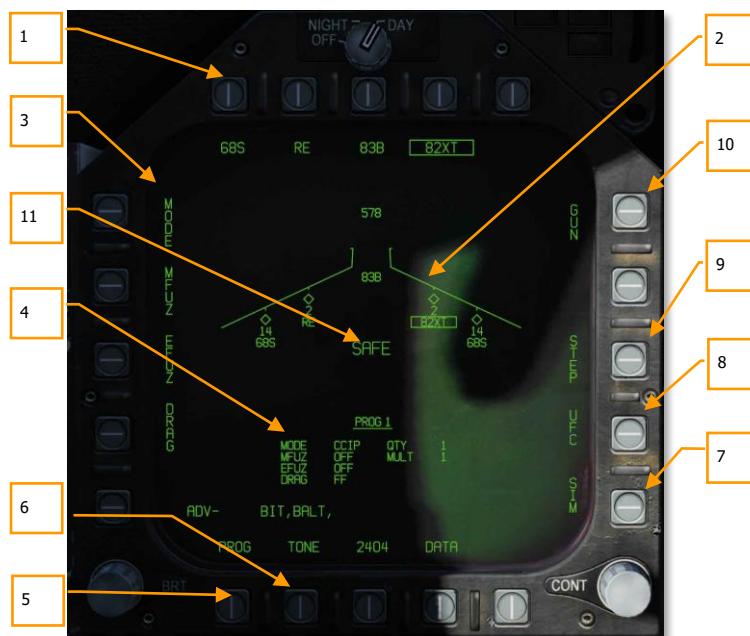 1
2
3
10
11
9
4
8
7
6
5
NIGHT DAY
OFF
68S RE 83B 82XT
MODE
578
GUN
83B
MFUZ
2 2
RE 82XT
14 14
68S 68S
EFUZ
SAFE
STEP
DRAG
UFC
PROG 1
MODE CCIP QTY 1
MFUZ OFF MULT 1
EFUZ OFF
DRAG FF
SIM
ADV- BIT,BALT,
PROG TONE 2404 DATA
BRT
CONT